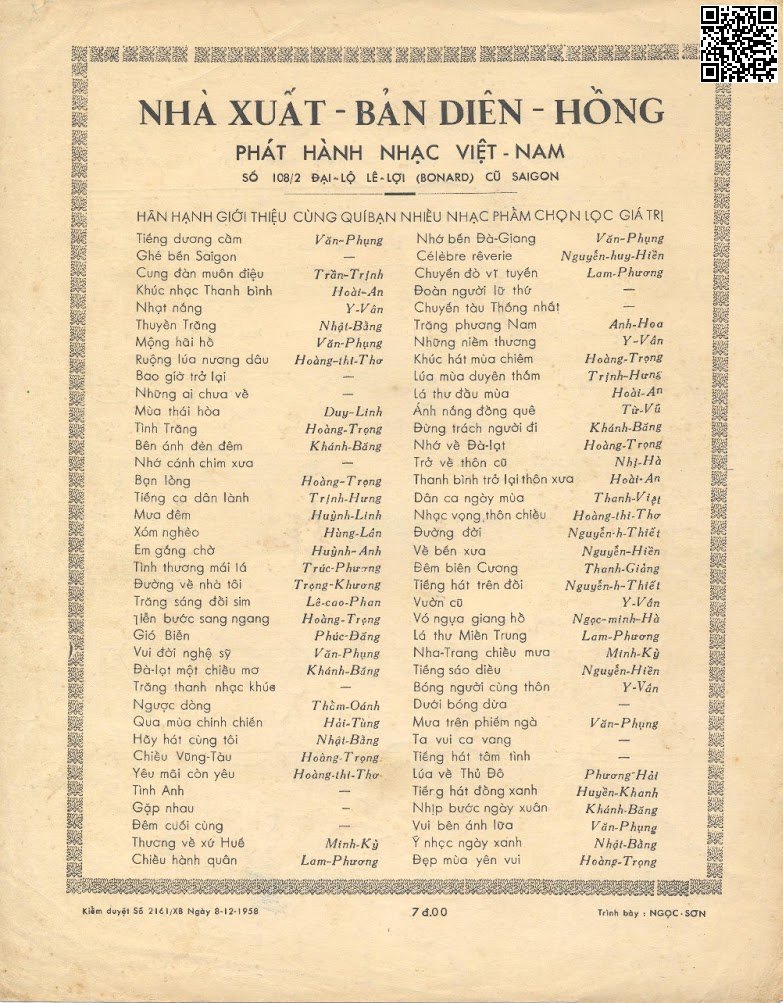 NHÀ XUẤT - BẢN DIÊN - HỒNG
PHÁT HÀNH NHẠC VIỆT - NAM
SỐ 108/2 ĐẠI-LỘ LÊ-LỢI (BONARD) CŨ SAIGON
HÂN HẠNH GIỚI THIỆU CÙNG QUÍ BẠN NHIỀU NHẠC PHẨM CHỌN LỌC GIÁ TRỊ
Tiếng dương cầm Văn-Phụng
Ghé bến Saigon —
Cung đàn muôn điệu Trần-Trịnh
Khúc nhạc Thanh bình Hoài-An
Nhạt nắng Y-Vân
Thuyền Trăng Nhật-Bằng
Mộng hải hồ Văn-Phụng
Ruộng lúa nương dâu Hoàng-thi-Thơ
Bao giờ trở lại —
Những ai chưa về —
Mùa thái hòa Duy-Linh
Tình Trăng Hoàng-Trọng
Bên ánh đèn đêm Khánh-Băng
Nhớ cánh chim xưa —
Bạn lòng Hoàng-Trọng
Tiếng ca dân lành Trịnh-Hưng
Mưa đêm Huỳnh-Linh
Xóm nghèo Hùng-Lân
Em gắng chờ Huỳnh-Anh
Tình thương mái lá Trúc-Phương
Đường về nhà tôi Trọng-Khương
Trăng sáng đồi sim Lê-cao-Phan
Tiễn bước sang ngang Hoàng-Trọng
Gió Biển Phúc-Đăng
Vui đời nghệ sỹ Văn-Phụng
Đà-lạt một chiều mơ Khánh-Băng
Trăng thanh nhạc khúc —
Ngược dòng Thẩm-Oánh
Qua mùa chinh chiến Hải-Tùng
Hãy hát cùng tôi Nhật-Bằng
Chiều Vũng-Tàu Hoàng-Trọng
Yêu mãi còn yêu Hoàng-thi-Thơ
Tình Anh —
Gặp nhau —
Đêm cuối cùng —
Thương về xứ Huế Minh-Kỳ
Chiều hành quân Lam-Phương
Nhớ bến Đà-Giang Văn-Phụng
Célèbre rêverie Nguyễn-huy-Hiền
Chuyến đò vĩ tuyến Lam-Phương
Đoàn người lữ thứ —
Chuyến tàu Thống nhất —
Trăng phương Nam Anh-Hoa
Những niềm thương Y-Vân
Khúc hát mùa chiêm Hoàng-Trọng
Lúa mùa duyên thắm Trịnh-Hưng
Lá thư đầu mùa Hoài-An
Ánh nắng đồng quê Từ-Vũ
Đừng trách người đi Khánh-Băng
Nhớ về Đà-lạt Hoàng-Trọng
Trở về thôn cũ Nhị-Hà
Thanh bình trở lại thôn xưa Hoài-An
Dân ca ngày mùa Thanh-Việt
Nhạc vọng thôn chiều Hoàng-thi-Thơ
Đường đời Nguyễn-h-Thiết
Về bến xưa Nguyễn-Hiền
Đêm biên Cương Thanh-Giảng
Tiếng hát trên đồi Nguyễn-h-Thiết
Vườn cũ Y-Vân
Vó ngựa giang hồ Ngọc-minh-Hà
Lá thư Miền Trung Lam-Phương
Nha-Trang chiều mưa Minh-Kỳ
Tiếng sáo diều Nguyễn-Hiền
Bóng người cùng thôn Y-Vân
Dưới bóng dừa —
Mưa trên phiếm ngà Văn-Phụng
Ta vui ca vang —
Tiếng hát tâm tình —
Lúa về Thủ Đô Phương-Hải
Tiếng hát đồng xanh Huyền-Khanh
Nhịp bước ngày xuân Khánh-Băng
Vui bên ánh lửa Văn-Phụng
Ý nhạc ngày xanh Nhật-Bằng
Đẹp mùa yên vui Hoàng-Trọng
Kiểm duyệt Số 2161/XB Ngày 8-12-1958 7 đ.00 Trình bày : NGỌC-SƠN